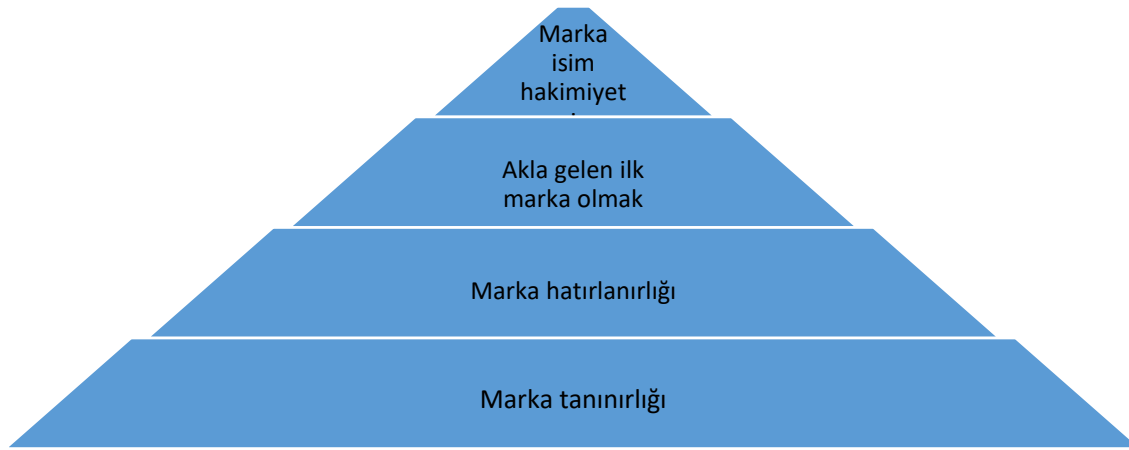 Marka
isim
hakimiyet
Akla gelen ilk
marka olmak
Marka hatırlanırlığı
Marka tanınırlığı